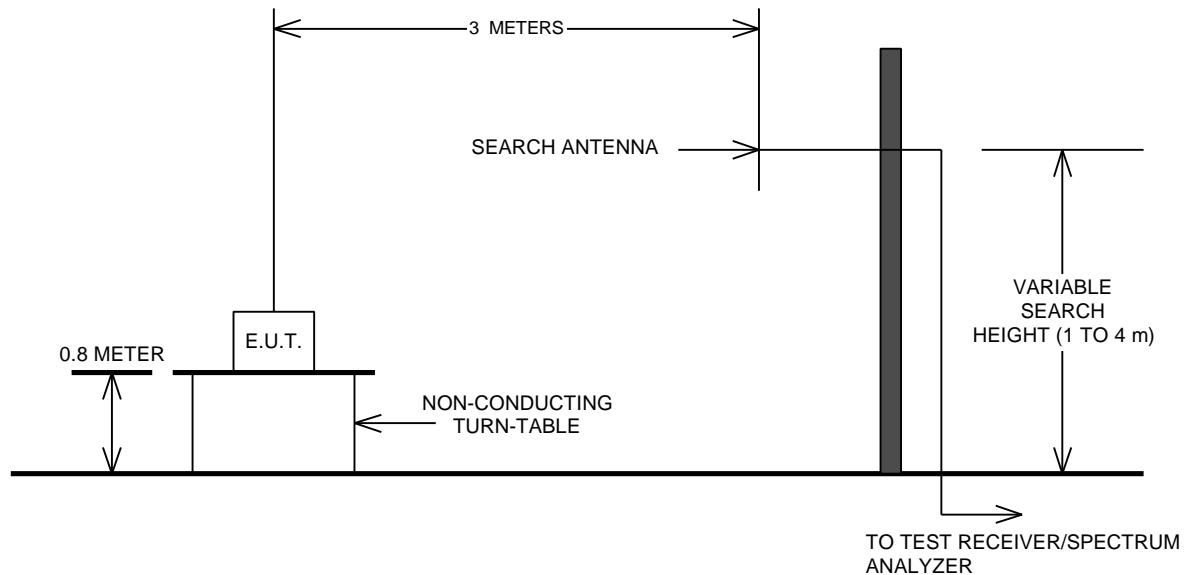 3 METERS
SEARCH ANTENNA
E.U.T.
0.8 METER
NON-CONDUCTING
TURN-TABLE
VARIABLE
SEARCH
HEIGHT (1 TO 4 m)
TO TEST RECEIVER/SPECTRUM
ANALYZER